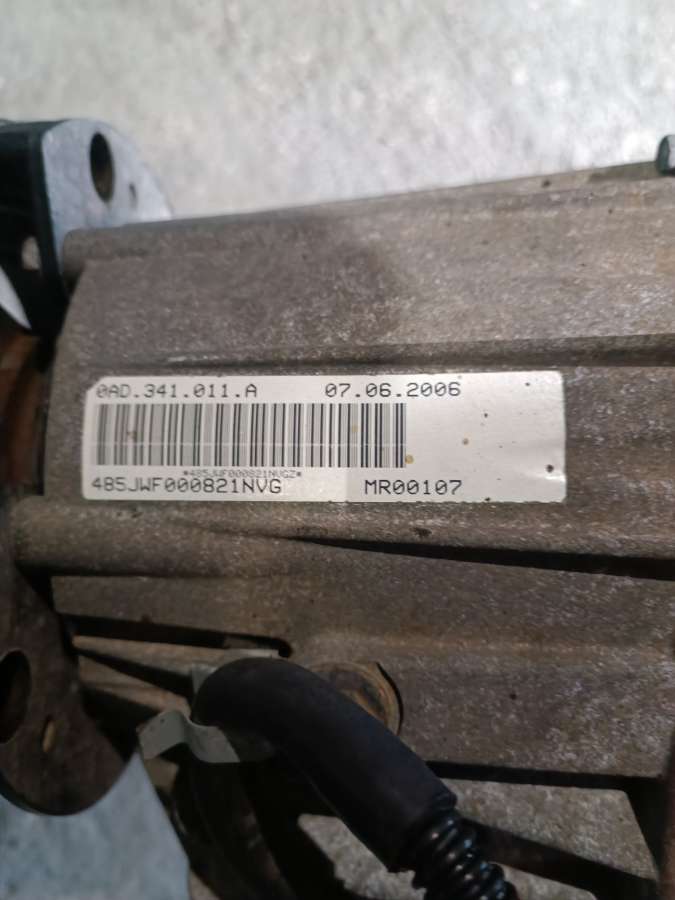 0AD.341.011.A 07.06.2006
*485JWF000821NVGZ*
485JWF000821NVG MR00107